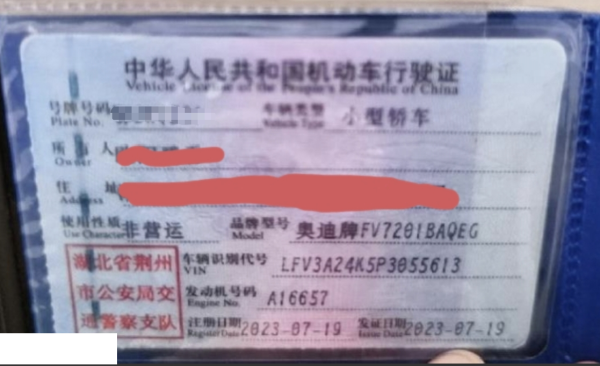 中华人民共和国机动车行驶证
Vehicle License of the People's Republic of China
号牌号码 车辆类型 小型轿车
Plate No. Vehicle Type
所有人
Owner
住 址
Address
使用性质 非营运 品牌型号 奥迪牌FV7201BAQEG
Use Character Model
湖北省荆州 车辆识别代号 LFV3A24K5P3055613
VIN
市公安局交 发动机号码 A16657
Engine No.
通警察支队 注册日期 2023-07-19 发证日期 2023-07-19
Register Date Issue Date